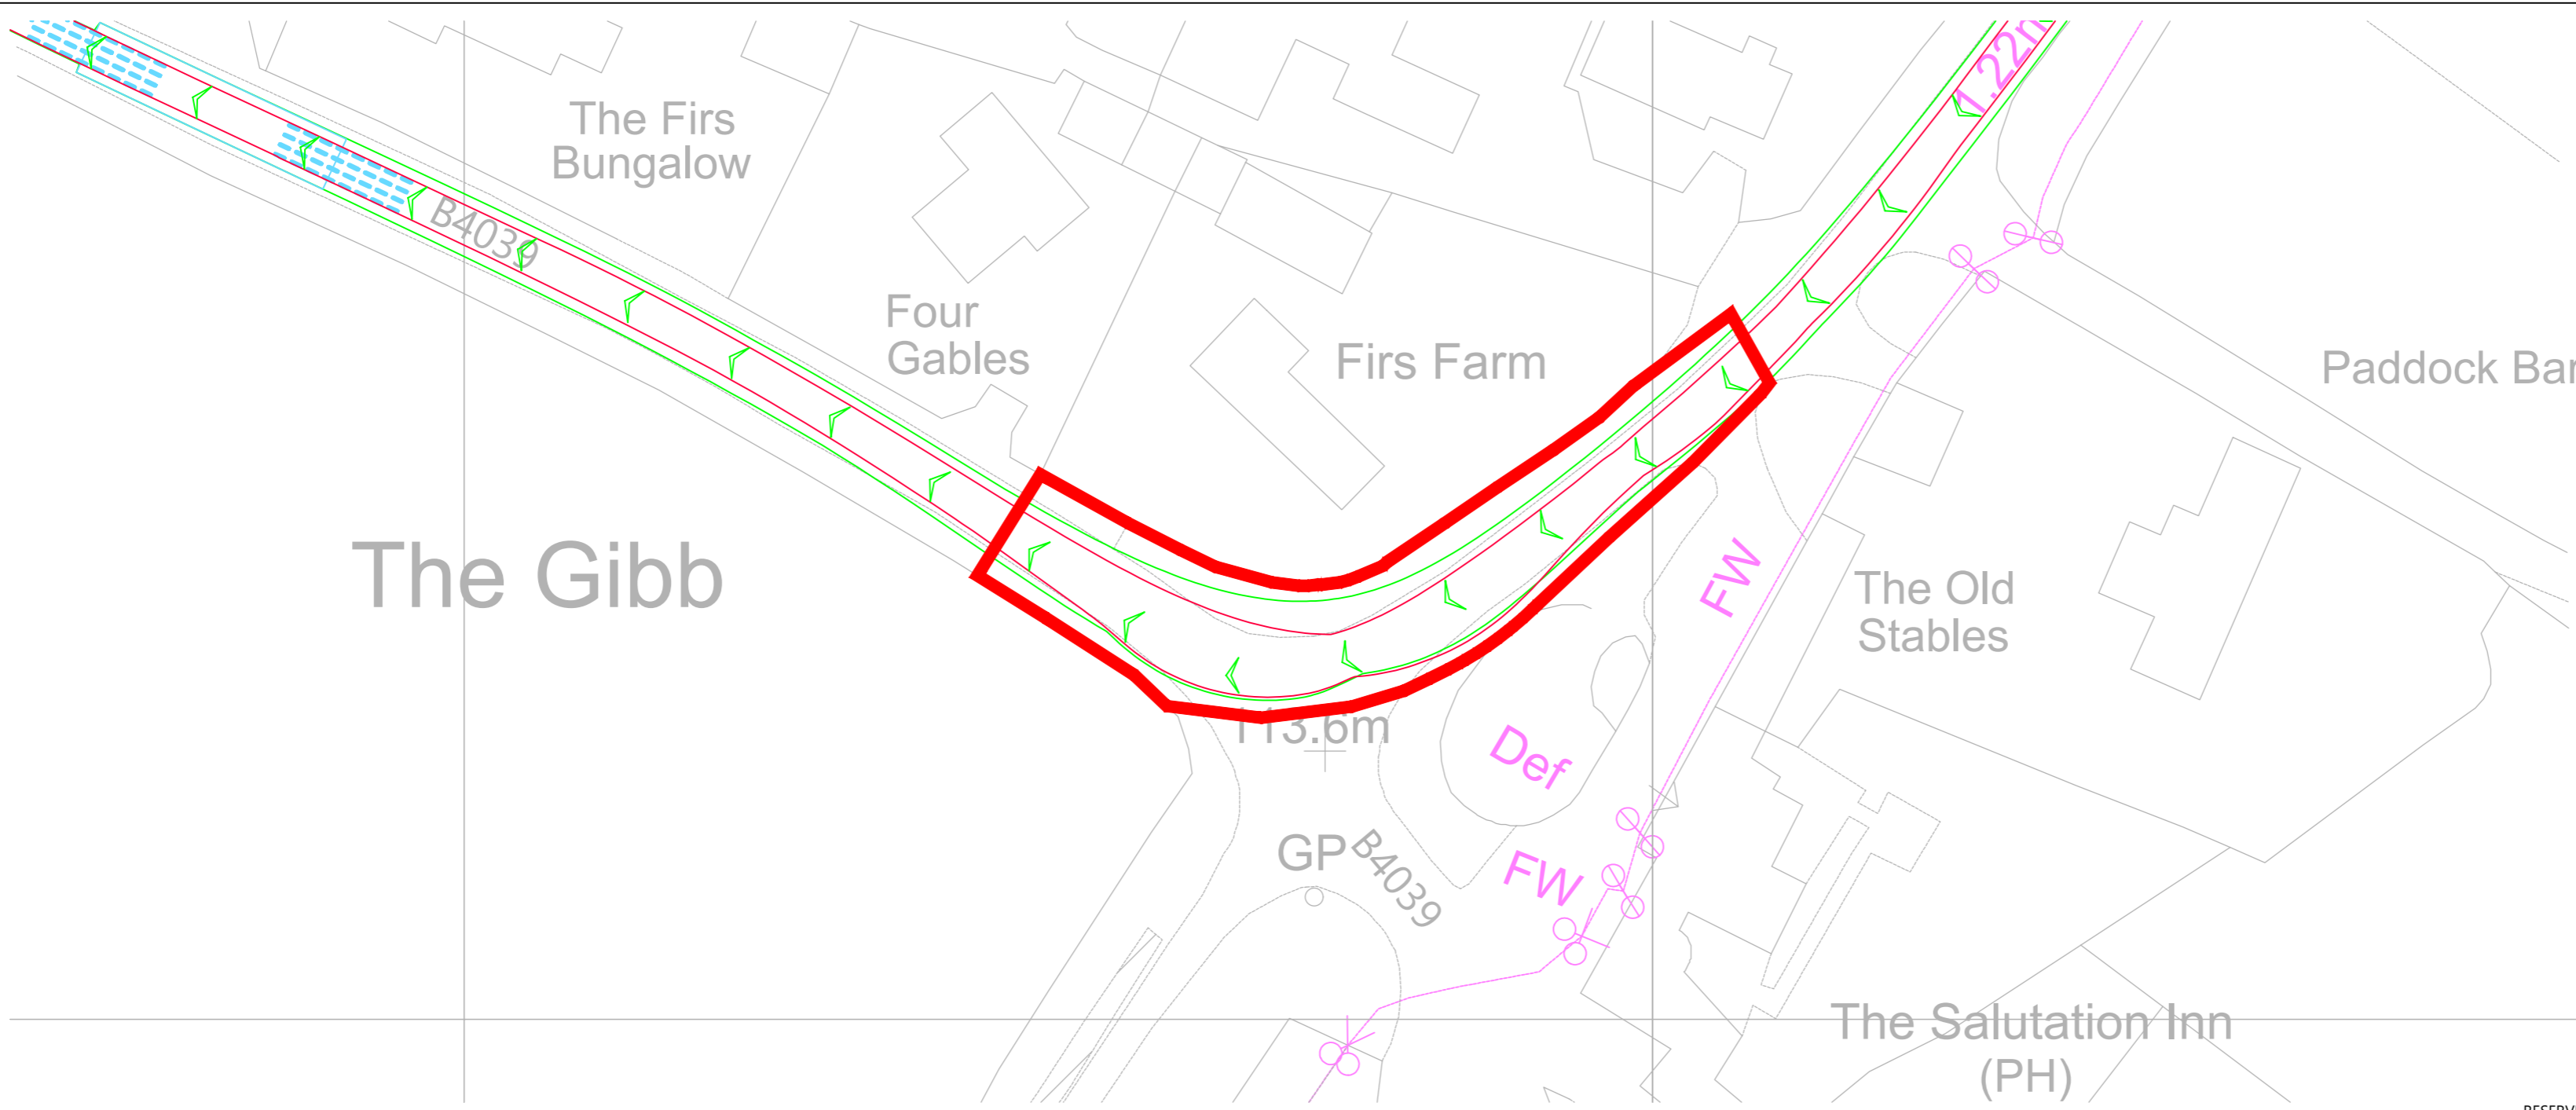 1.22m
The Firs
Bungalow
B4039
Four
Gables
Firs Farm
Paddock Bar
The Gibb
FW
The Old
Stables
113.6m
Def
GP
B4039
FW
The Salutation Inn
(PH)